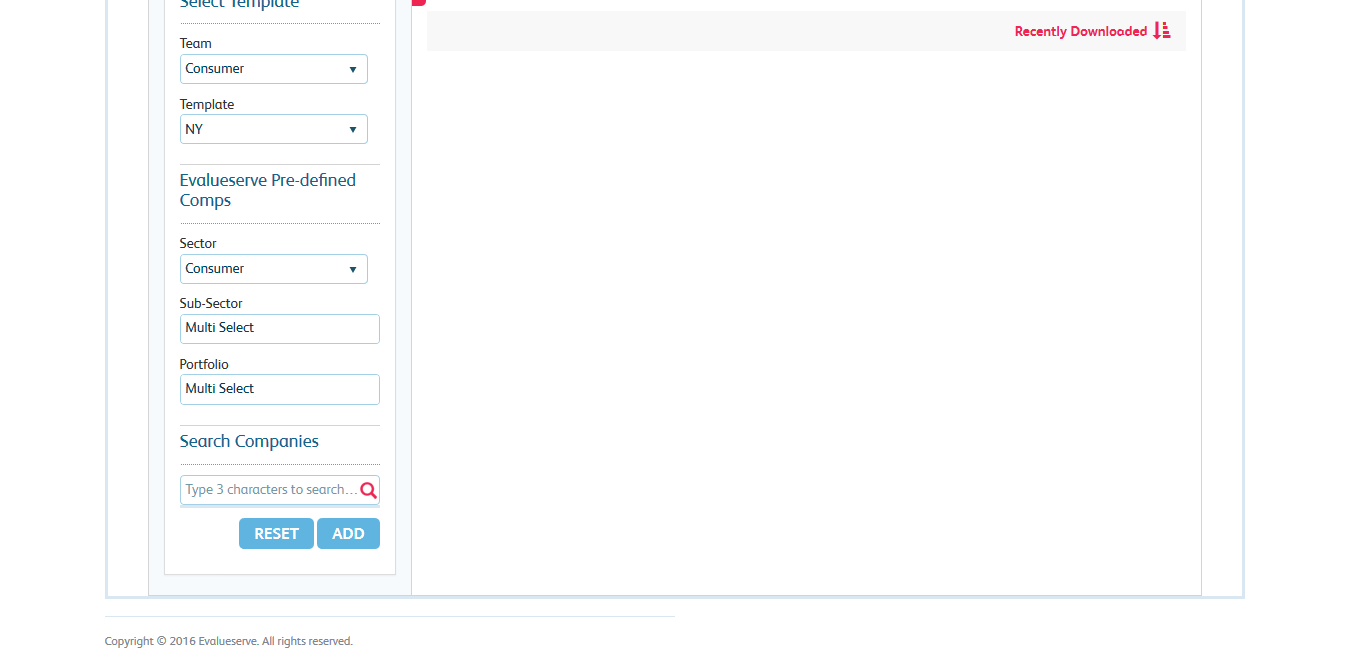 Select Template
Recently Downloaded
Team
Consumer
Template
NY
Evalueserve Pre-defined
Comps
Sector
Consumer
Sub-Sector
Multi Select
Portfolio
Multi Select
Search Companies
Type 3 characters to search...
RESET ADD
Copyright © 2016 Evalueserve. All rights reserved.